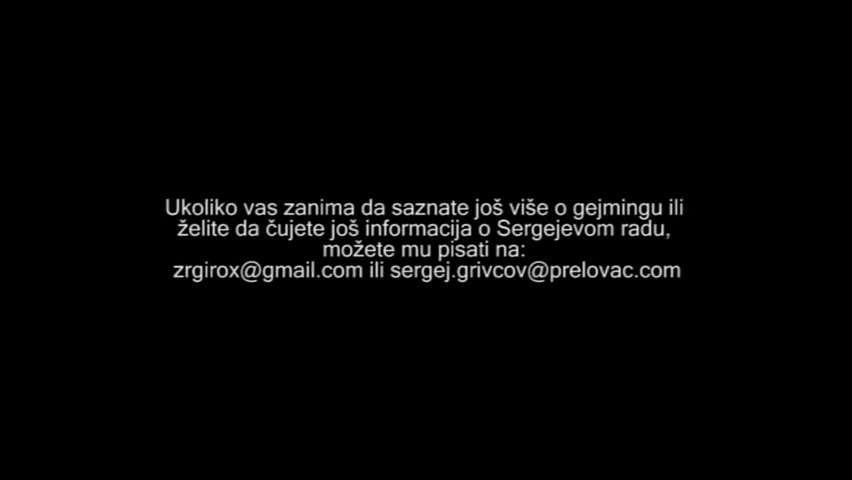 Ukoliko vas zanima da saznate još više o gejmingu ili
želite da čujete još informacija o Sergejevom radu,
možete mu pisati na:
zrgirox@gmail.com ili sergej.grivcov@prelovac.com